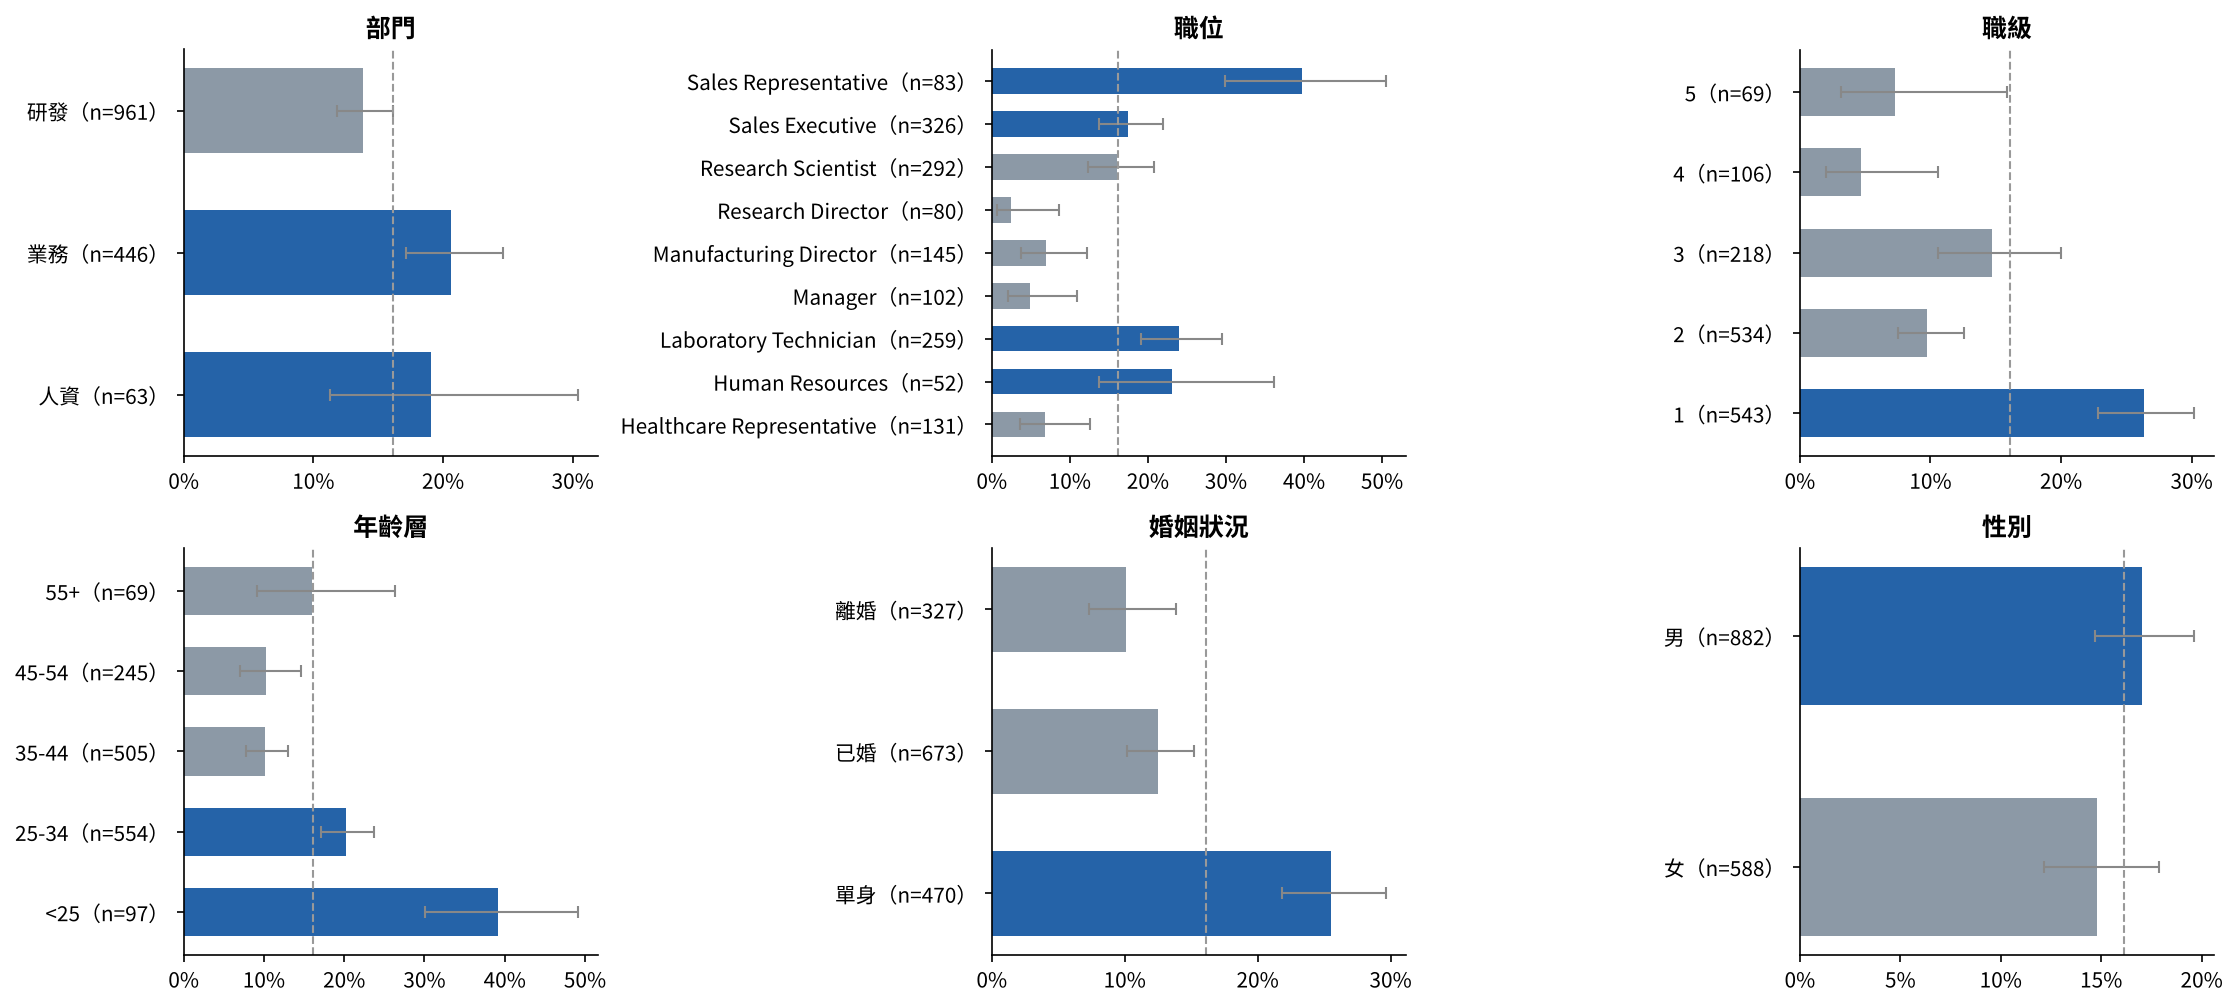 部門
研發（n=961）
業務（n=446）
人資（n=63）
0% 10% 20% 30%
職位
Sales Representative（n=83）
Sales Executive（n=326）
Research Scientist（n=292）
Research Director（n=80）
Manufacturing Director（n=145）
Manager（n=102）
Laboratory Technician（n=259）
Human Resources（n=52）
Healthcare Representative（n=131）
0% 10% 20% 30% 40% 50%
職級
5（n=69）
4（n=106）
3（n=218）
2（n=534）
1（n=543）
0% 10% 20% 30%
年齡層
55+（n=69）
45-54（n=245）
35-44（n=505）
25-34（n=554）
<25（n=97）
0% 10% 20% 30% 40% 50%
婚姻狀況
離婚（n=327）
已婚（n=673）
單身（n=470）
0% 10% 20% 30%
性別
男（n=882）
女（n=588）
0% 5% 10% 15% 20%